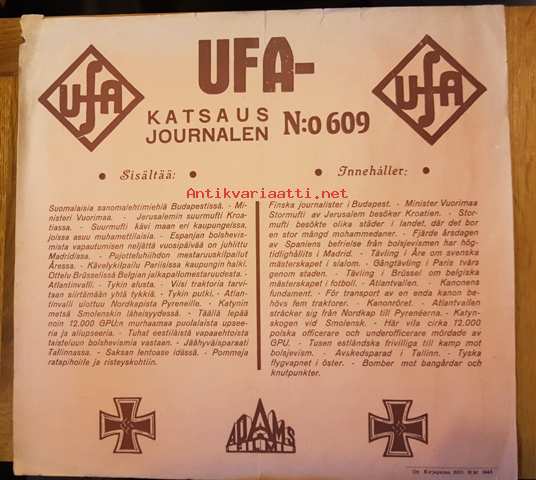 UFA-
UFA
UFA
KATSAUS
JOURNALEN
N:o 609
Antikvariaatti.net
Sisältää:
Suomalaisia sanomalehtimiehiä Budapestissä. - Mi-
nisteri Vuorimaa. - Jerusalemin suurmufti Kroa-
tiassa. - Suurmufti kävi maan eri kaupungeissa,
joissa asuu muhamettilaisia. - Espanjan bolshevis-
mista vapautumisen neljättä vuosipäivää on juhlittu
Madridissa. - Pujotteluhiihdon mestaruuskilpailut
Åressa. - Kävelykilpailu Pariisissa kaupungin halki.
Ottelu Brüsselissä Belgian jalkapallomestaruudesta. -
Atlantinvalli. - Tykin alusta. - Viisi traktoria tarvi-
taan siirtämään yhtä tykkiä. - Tykin putki. - Atlan-
tinvalli ulottuu Nordkapista Pyreneille. - Katynin
metsä Smolenskin läheisyydessä. - Täällä lepää
noin 12.000 GPU:n murhaamaa puolalaista upsee-
ria ja aliupseeria. - Tuhat eestiläistä vapaaehtoista
taisteluun bolshevismia vastaan. - Jäähyväisparaati
Tallinnassa. - Saksan lentoase idässä. - Pommeja
ratapihoille ja risteyskohtiin.
Innehåller:
Finska journalister i Budapest. - Minister Vuorimaa
Stormufti av Jerusalem besöker Kroatien. - Stor-
mufti besökte olika städer i landet, där det bor
en stor mängd mohammedaner. - Fjärde årsdagen
av Spaniens befrielse från bolsjevismen har hög-
tidlighållits i Madrid. - Tävling i Åre om svenska
mästerskapet i slalom. - Gångtävling i Paris tvärs
genom staden. - Tävling i Brüssel om belgiska
mästerskapet i fotboll. - Atlantvallen. - Kanonens
fundament. - För transport av en enda kanon be-
hövs fem traktorer. - Kanonröret. - Atlantvallen
sträcker sig från Nordkap till Pyrenéerna. - Katyn-
skogen vid Smolensk. - Här vila cirka 12.000
polska officerare och underofficerare mördade av
GPU. - Tusen estländska frivilliga till kamp mot
bolsjevism. - Avskedsparad i Tallinn. - Tyska
flygvapnet i öster. - Bomber mot bangårdar och
knutpunkter.
ADAMS
FILMI